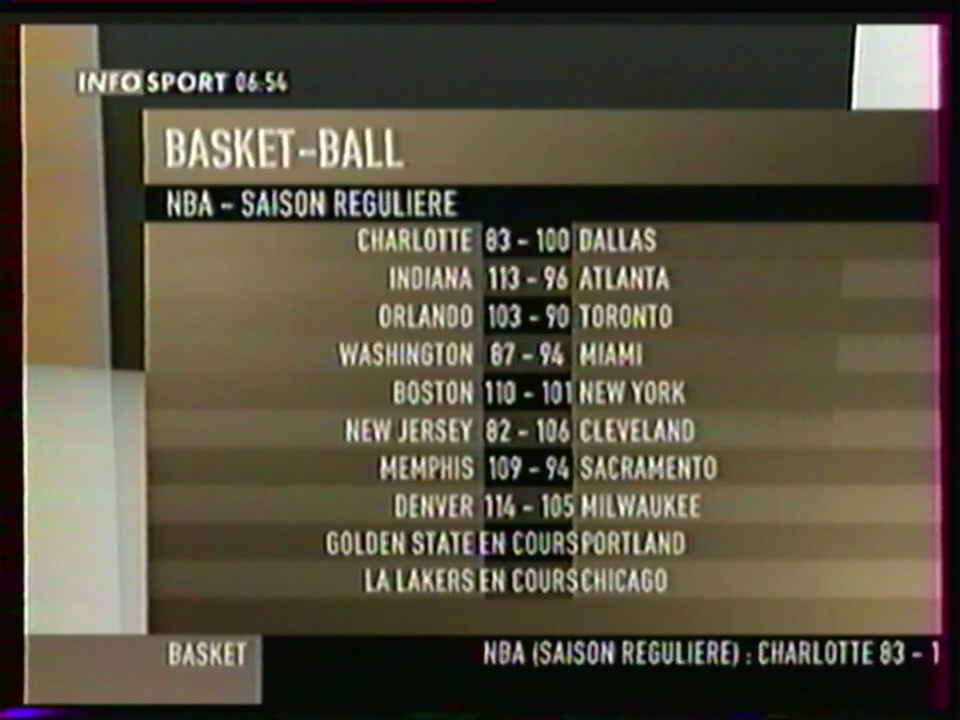 INFOSPORT 06:54
BASKET-BALL
NBA - SAISON REGULIERE
CHARLOTTE 83 - 100 DALLAS
INDIANA 113 - 96 ATLANTA
ORLANDO 103 - 90 TORONTO
WASHINGTON 87 - 94 MIAMI
BOSTON 110 - 101 NEW YORK
NEW JERSEY 82 - 106 CLEVELAND
MEMPHIS 109 - 94 SACRAMENTO
DENVER 114 - 105 MILWAUKEE
GOLDEN STATE EN COURS PORTLAND
LA LAKERS EN COURS CHICAGO
BASKET NBA (SAISON REGULIERE) : CHARLOTTE 83 - 1